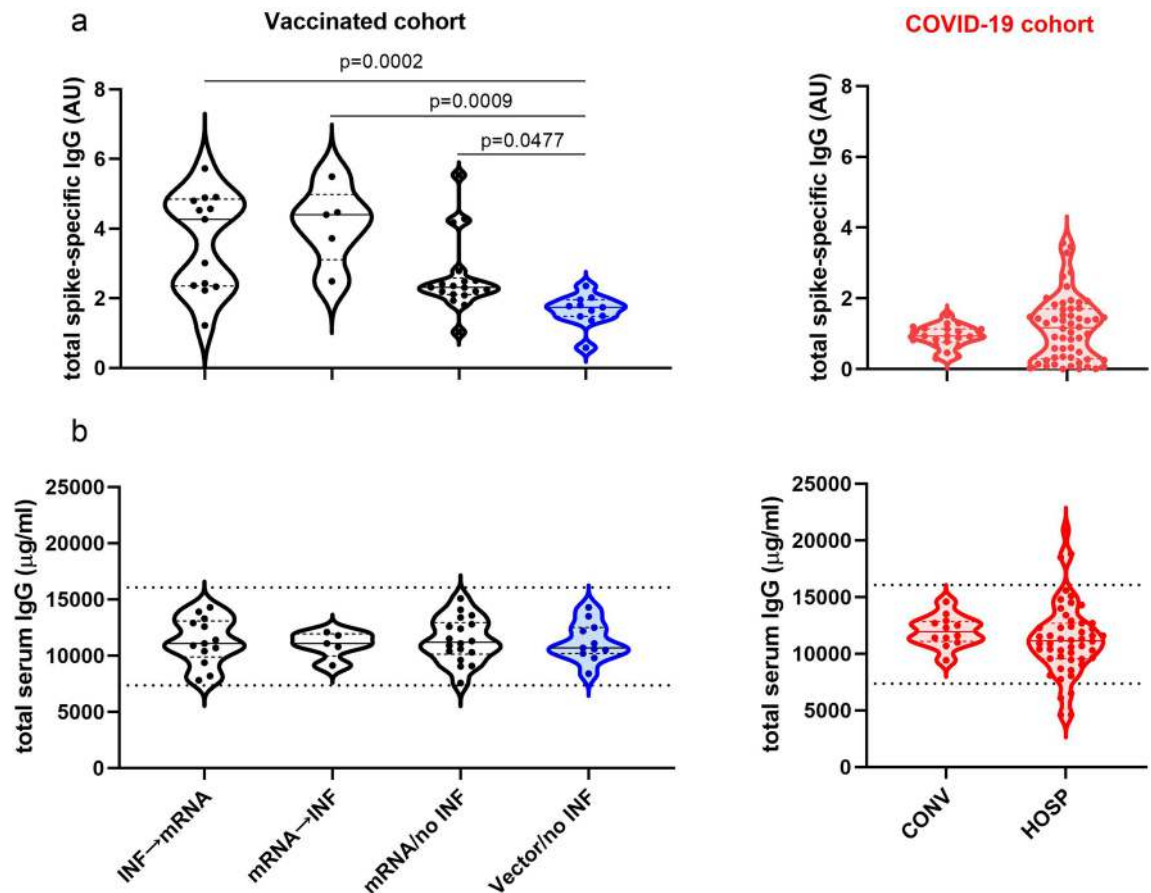 a
Vaccinated cohort
COVID-19 cohort
p=0.0002
p=0.0009
p=0.0477
total spike-specific IgG (AU)
8
6
4
2
0
total spike-specific IgG (AU)
8
6
4
2
0
b
total serum IgG (μg/ml)
25000
20000
15000
10000
5000
0
INF→mRNA
mRNA→INF
mRNA/no INF
Vector/no INF
total serum IgG (μg/ml)
25000
20000
15000
10000
5000
0
CONV
HOSP